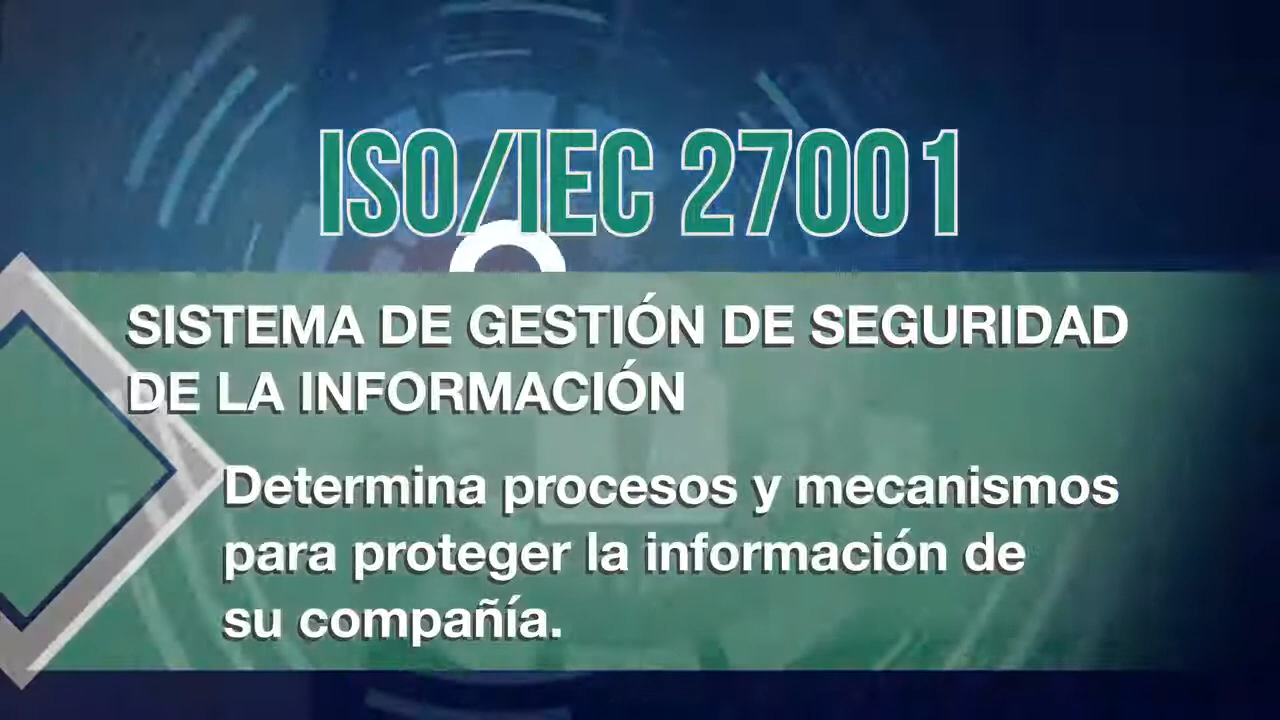 ISO/IEC 27001
SISTEMA DE GESTIÓN DE SEGURIDAD
DE LA INFORMACIÓN
Determina procesos y mecanismos
para proteger la información de
su compañía.